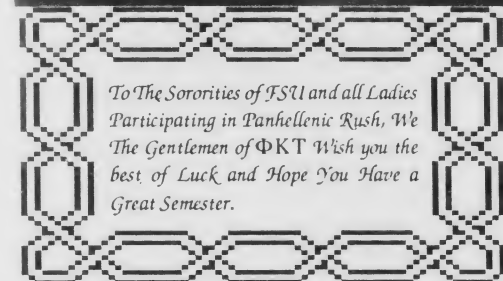 To The Sororities of FSU and all Ladies
Participating in Panhellenic Rush, We
The Gentlemen of ΦKT Wish you the
best of Luck and Hope You Have a
Great Semester.